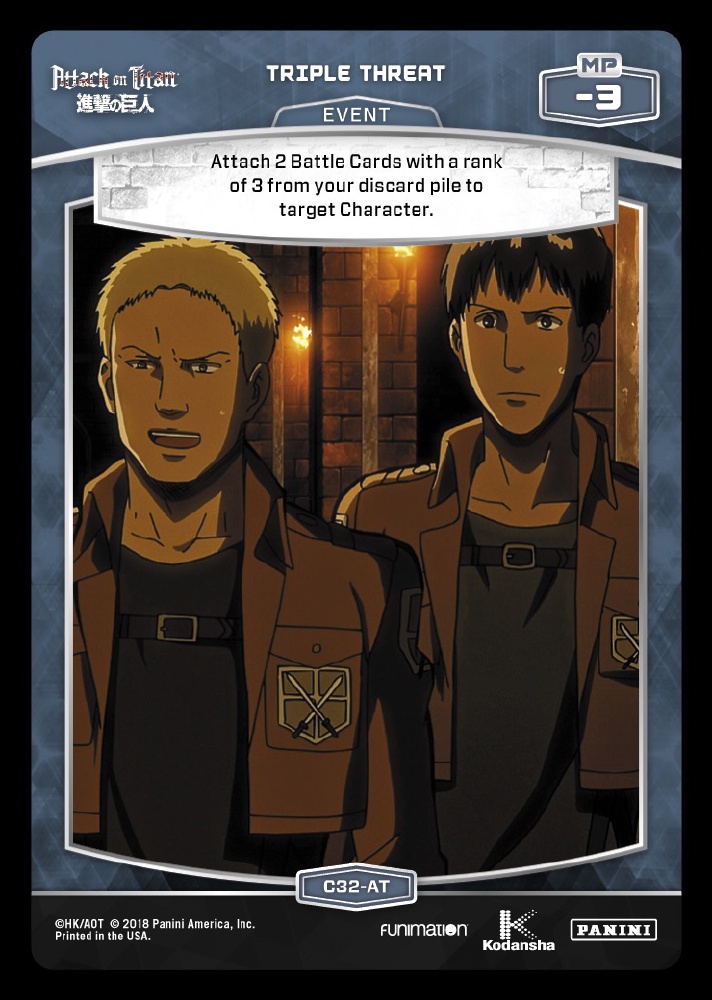 Attack on Titan
進撃の巨人
TRIPLE THREAT
MP
-3
EVENT
Attach 2 Battle Cards with a rank
of 3 from your discard pile to
target Character.
C32-AT
©HK/AOT © 2018 Panini America, Inc.
Printed in the USA.
FUNIMATION
K
Kodansha
PANINI